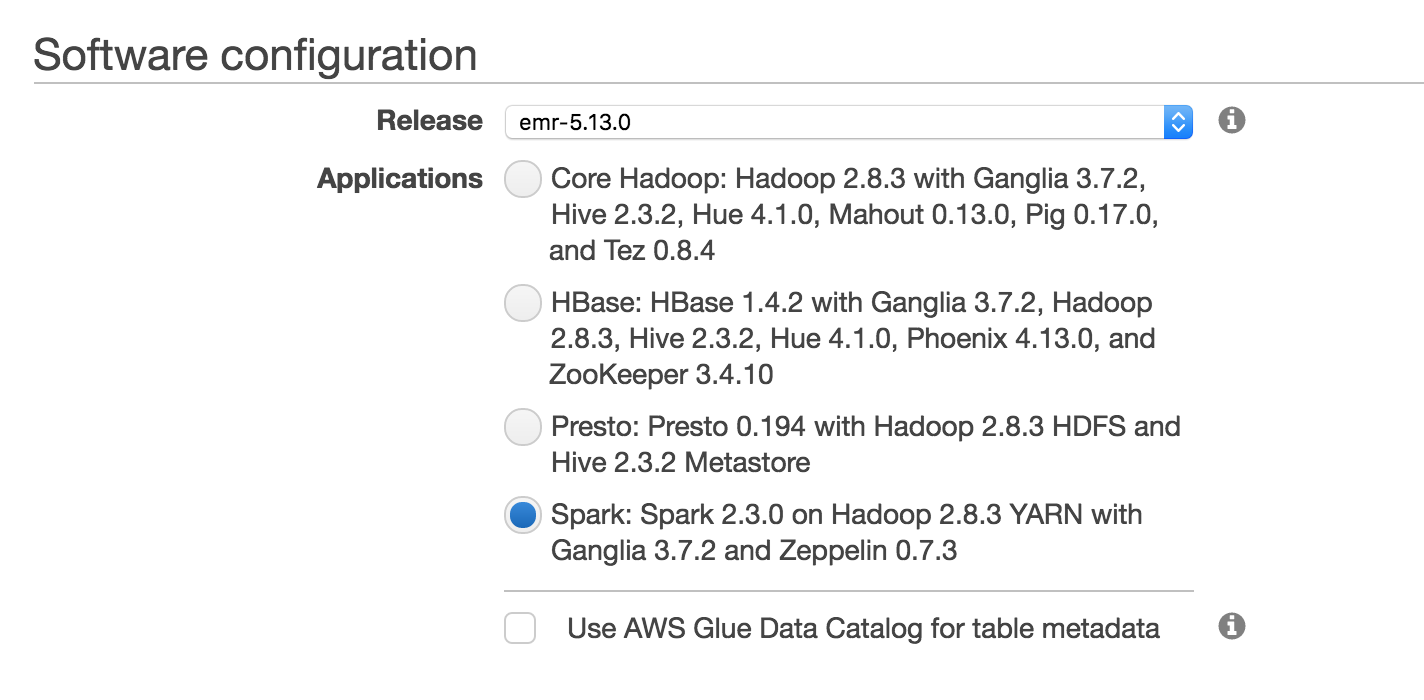 Software configuration
Release emr-5.13.0
Applications Core Hadoop: Hadoop 2.8.3 with Ganglia 3.7.2,
Hive 2.3.2, Hue 4.1.0, Mahout 0.13.0, Pig 0.17.0,
and Tez 0.8.4
HBase: HBase 1.4.2 with Ganglia 3.7.2, Hadoop
2.8.3, Hive 2.3.2, Hue 4.1.0, Phoenix 4.13.0, and
ZooKeeper 3.4.10
Presto: Presto 0.194 with Hadoop 2.8.3 HDFS and
Hive 2.3.2 Metastore
Spark: Spark 2.3.0 on Hadoop 2.8.3 YARN with
Ganglia 3.7.2 and Zeppelin 0.7.3
Use AWS Glue Data Catalog for table metadata